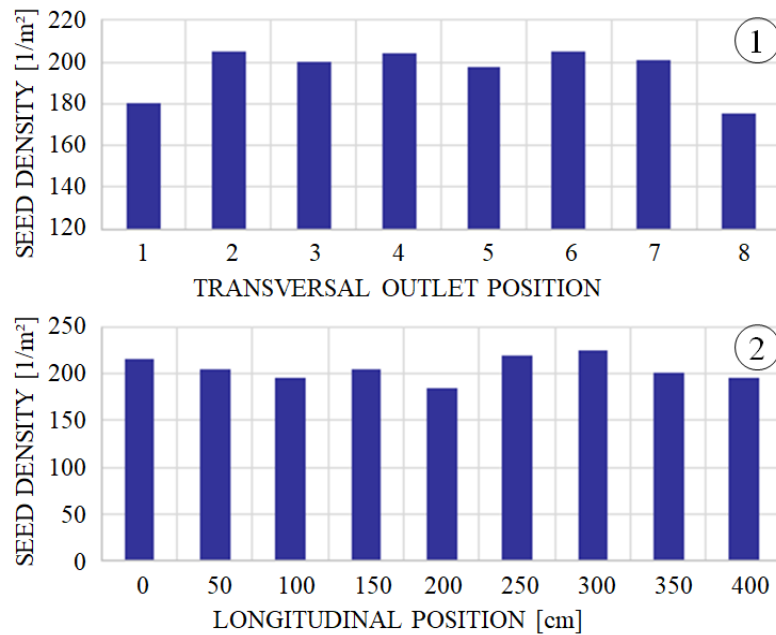 220
1
200
180
160
140
120
SEED DENSITY [1/m²]
1 2 3 4 5 6 7 8
TRANSVERSAL OUTLET POSITION
250
2
200
150
100
50
0
SEED DENSITY [1/m²]
0 50 100 150 200 250 300 350 400
LONGITUDINAL POSITION [cm]